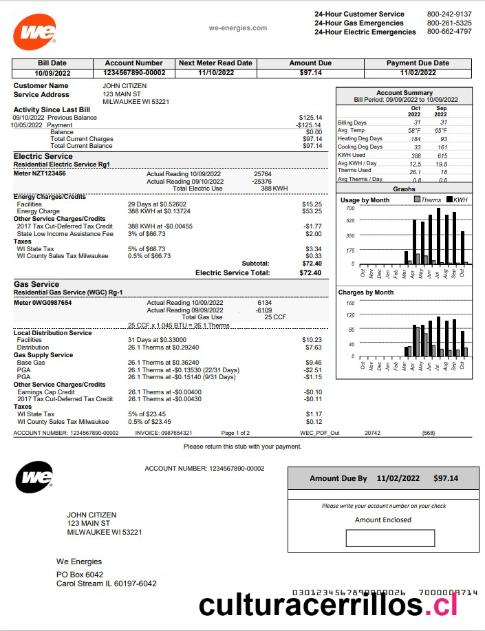 we
we-energies.com
24-Hour Customer Service 800-242-9137
24-Hour Gas Emergencies 800-261-5325
24-Hour Electric Emergencies 800-662-4797
Bill Date Account Number Next Meter Read Date Amount Due Payment Due Date
10/09/2022 1234567890-00002 11/10/2022 $97.14 11/02/2022
Customer Name JOHN CITIZEN
Service Address 123 MAIN ST
MILWAUKEE WI 53221
Activity Since Last Bill
09/10/2022 Previous Balance $125.14
10/05/2022 Payment -$125.14
Balance $0.00
Total Current Charges $97.14
Total Current Balance $97.14
Account Summary
Bill Period: 09/09/2022 to 10/09/2022
Oct Sep
2022 2022
Billing Days 31 31
Avg. Temp 58°F 65°F
Heating Deg Days 184 93
Cooling Deg Days 33 161
KWH Used 388 615
Avg KWH / Day 12.5 19.8
Therms Used 26.1 18
Avg Therms / Day 0.8 0.6
Electric Service
Residential Electric Service Rg1
Meter NZT123456 Actual Reading 10/09/2022 25764
Actual Reading 09/10/2022 -25376
Total Electric Use 388 KWH
Energy Charges/Credits
Facilities 29 Days at $0.52602 $15.25
Energy Charge 388 KWH at $0.13724 $53.25
Other Service Charges/Credits
2017 Tax Cut-Deferred Tax Credit 388 KWH at -$0.00455 -$1.77
State Low Income Assistance Fee 3% of $66.73 $2.00
Taxes
WI State Tax 5% of $66.73 $3.34
WI County Sales Tax Milwaukee 0.5% of $66.73 $0.33
Subtotal: $72.40
Electric Service Total: $72.40
Graphs
Usage by Month Therms KWH
700
525
350
175
0
Oct Nov Dec Jan Feb Mar Apr May Jun Jul Aug Sep Oct
Charges by Month
160
120
80
40
0
Oct Nov Dec Jan Feb Mar Apr May Jun Jul Aug Sep Oct
Gas Service
Residential Gas Service (WGC) Rg-1
Meter 0WG0987654 Actual Reading 10/09/2022 6134
Actual Reading 09/10/2022 -6109
Total Gas Use 25 CCF
25 CCF x 1.045 BTU = 26.1 Therms
Local Distribution Service
Facilities 31 Days at $0.33000 $10.23
Distribution 26.1 Therms at $0.29240 $7.63
Gas Supply Service
Base Gas 26.1 Therms at $0.36240 $9.46
PGA 26.1 Therms at -$0.13530 (22/31 Days) -$2.51
PGA 26.1 Therms at -$0.15140 (9/31 Days) -$1.15
Other Service Charges/Credits
Earnings Cap Credit 26.1 Therms at -$0.00400 -$0.10
2017 Tax Cut-Deferred Tax Credit 26.1 Therms at -$0.00430 -$0.11
Taxes
WI State Tax 5% of $23.45 $1.17
WI County Sales Tax Milwaukee 0.5% of $23.45 $0.12
ACCOUNT NUMBER: 1234567890-00002 INVOICE: 0987654321 Page 1 of 2 WEC_PDF_Out 20742 (568)
Please return this stub with your payment.
we
ACCOUNT NUMBER: 1234567890-00002
Amount Due By 11/02/2022 $97.14
Please write your account number on your check
Amount Enclosed
JOHN CITIZEN
123 MAIN ST
MILWAUKEE WI 53221
We Energies
PO Box 6042
Carol Stream IL 60197-6042
culturacerrillos.cl